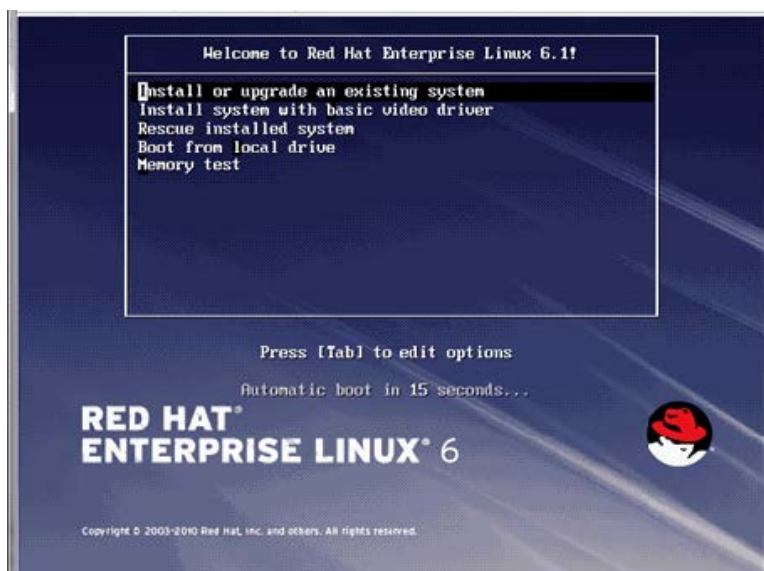 Welcome to Red Hat Enterprise Linux 6.1!
Install or upgrade an existing system
Install system with basic video driver
Rescue installed system
Boot from local drive
Memory test
Press [Tab] to edit options
Automatic boot in 15 seconds...
RED HAT®
ENTERPRISE LINUX® 6
Copyright © 2003-2010 Red Hat, Inc. and others. All rights reserved.